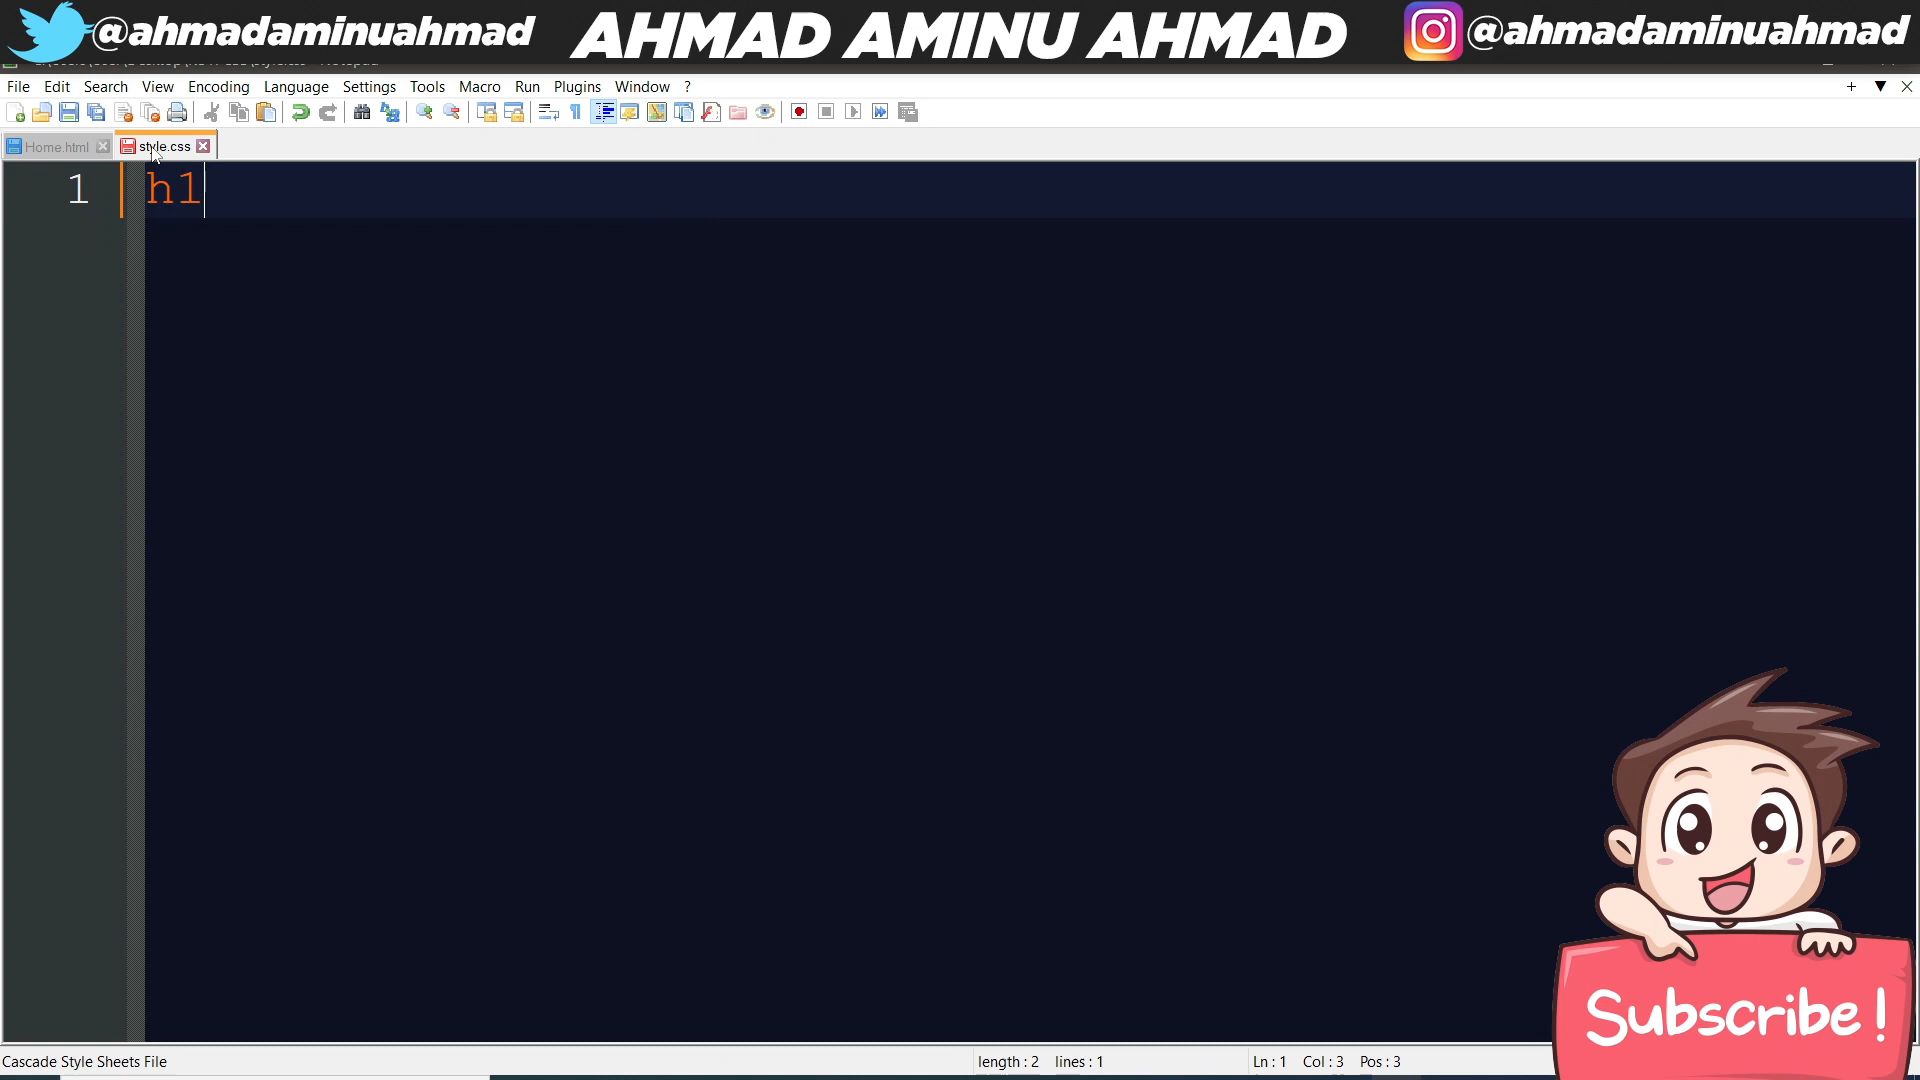 @ahmadaminuahmad AHMAD AMINU AHMAD @ahmadaminuahmad
File Edit Search View Encoding Language Settings Tools Macro Run Plugins Window ?
Home.html style.css
1 h1
Subscribe!
Cascade Style Sheets File length : 2 lines : 1 Ln : 1 Col : 3 Pos : 3